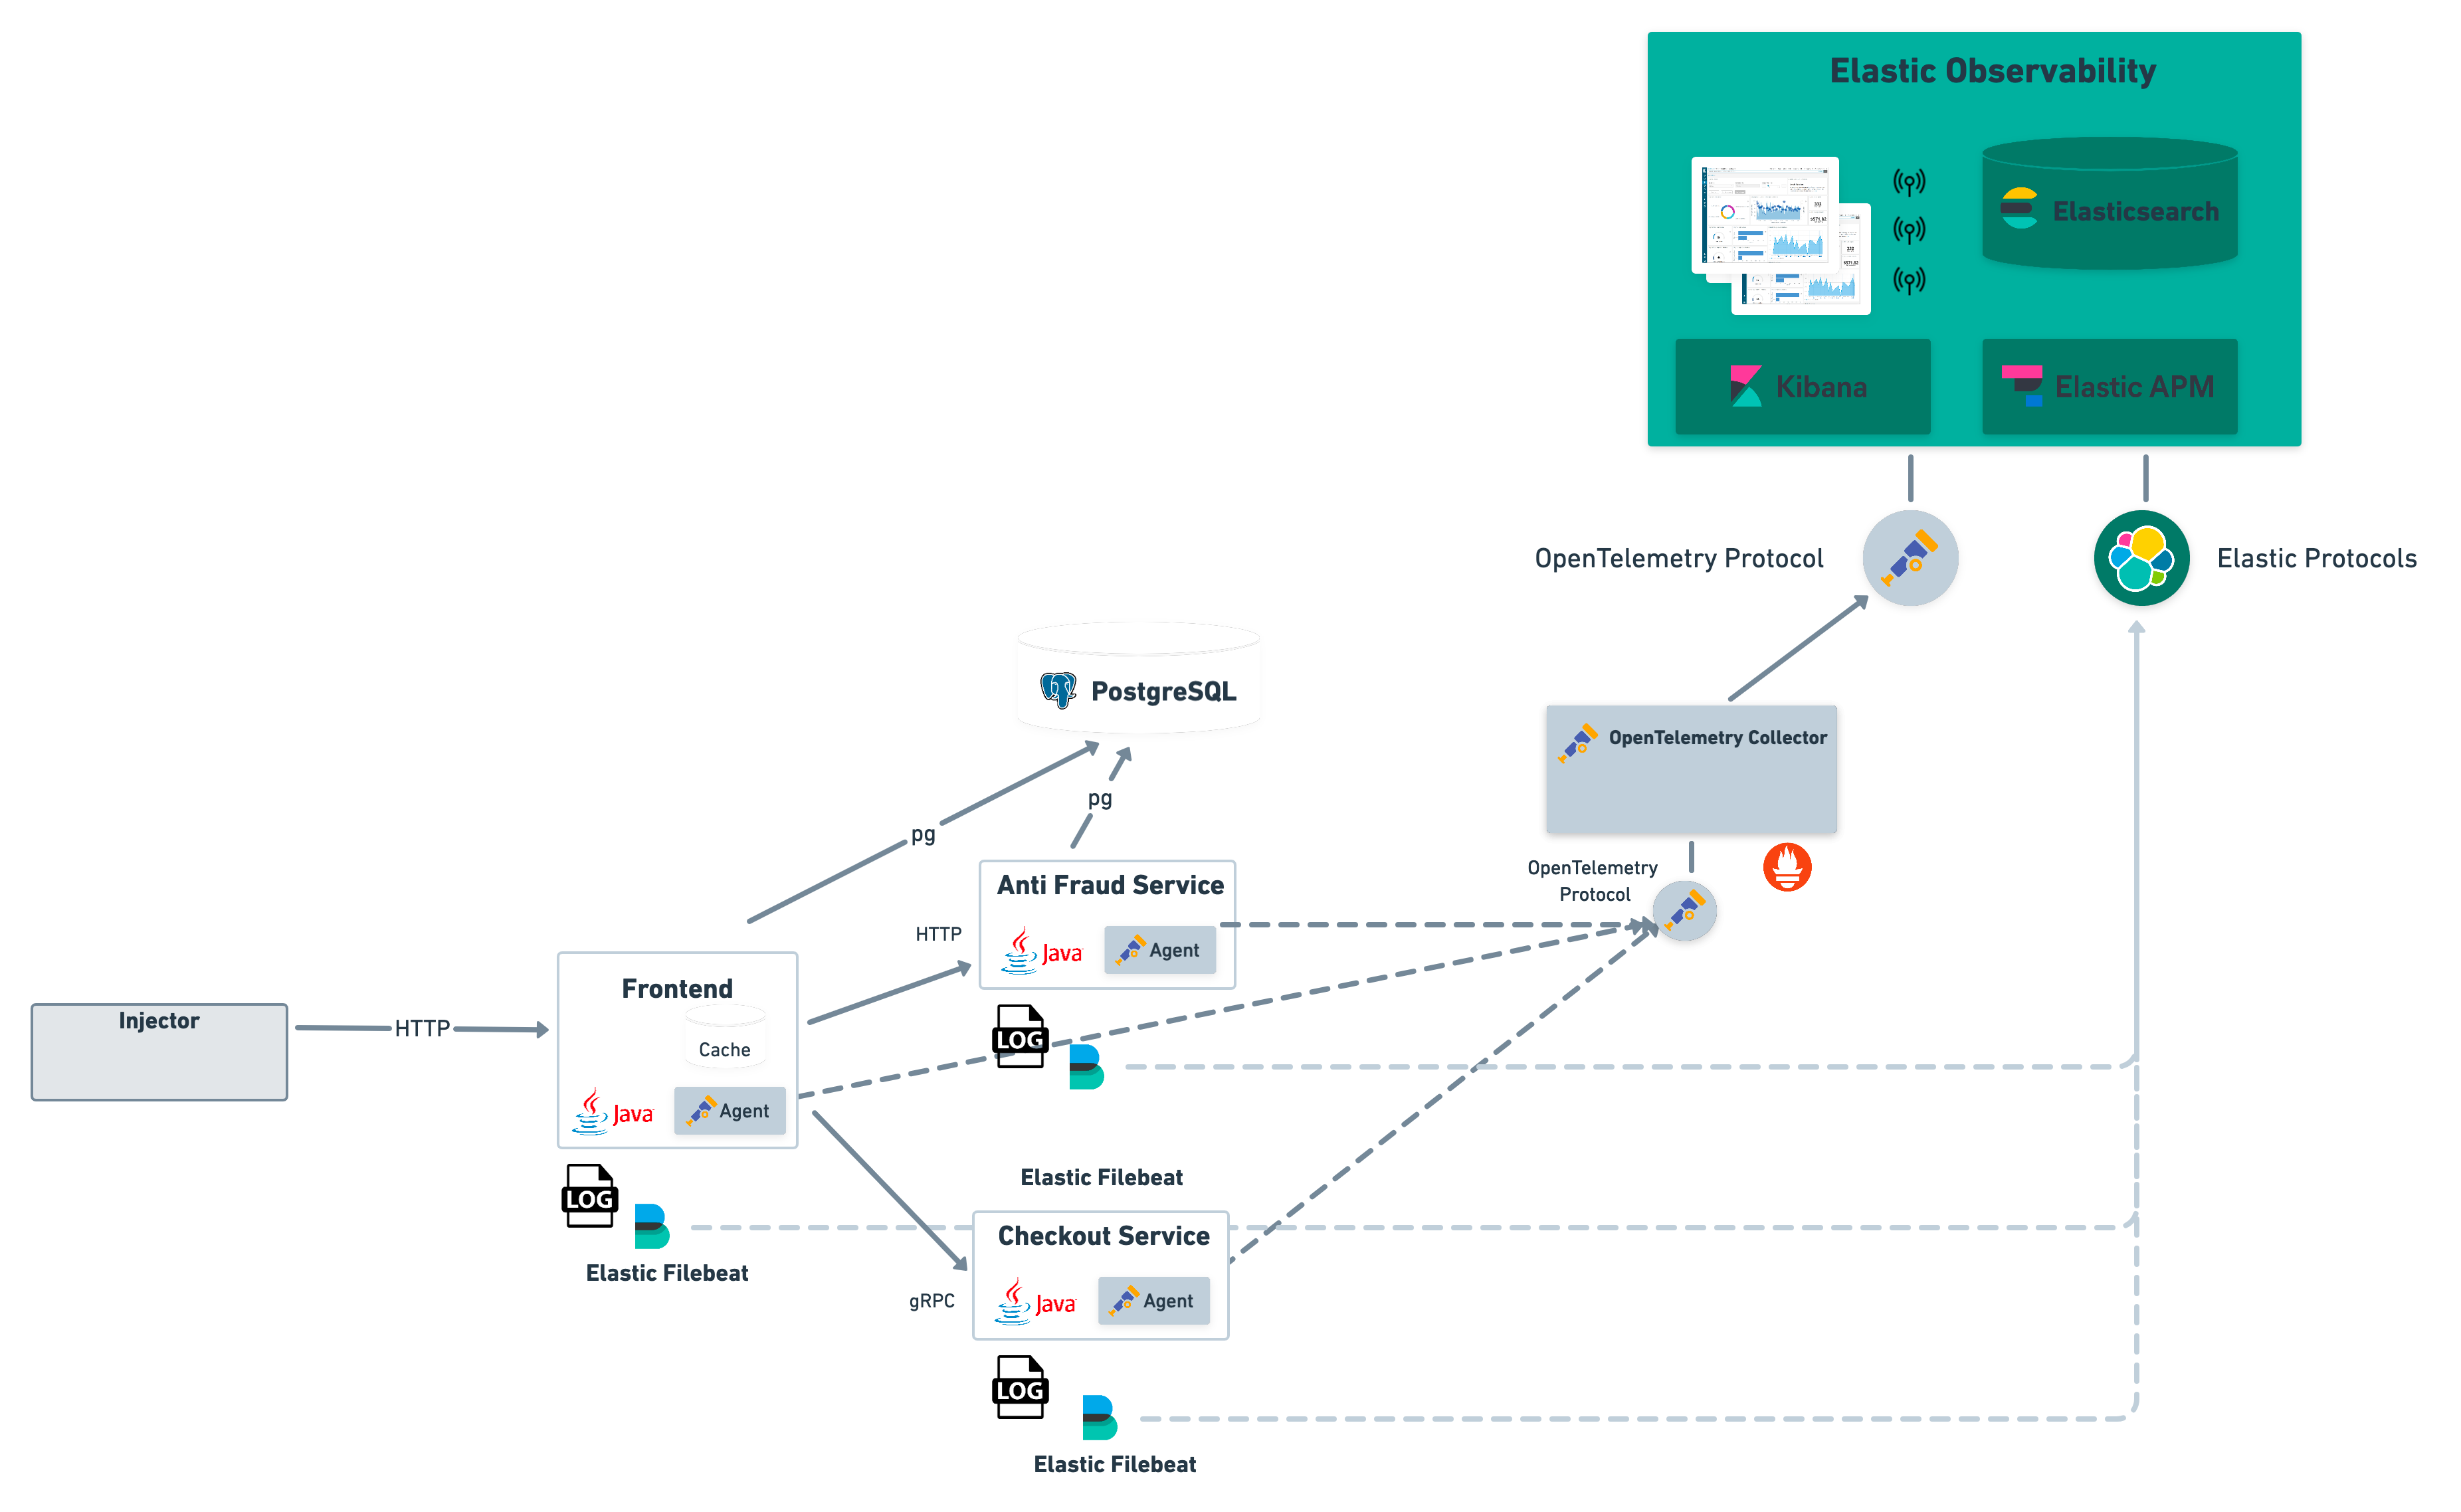 Elastic Observability
Elasticsearch
Kibana
Elastic APM
OpenTelemetry Protocol
Elastic Protocols
PostgreSQL
OpenTelemetry Collector
pg
pg
OpenTelemetry
Protocol
Anti Fraud Service
HTTP
Java
Agent
Frontend
Injector
HTTP
Cache
LOG
Java
Agent
Elastic Filebeat
LOG
Checkout Service
Elastic Filebeat
gRPC
Java
Agent
LOG
Elastic Filebeat